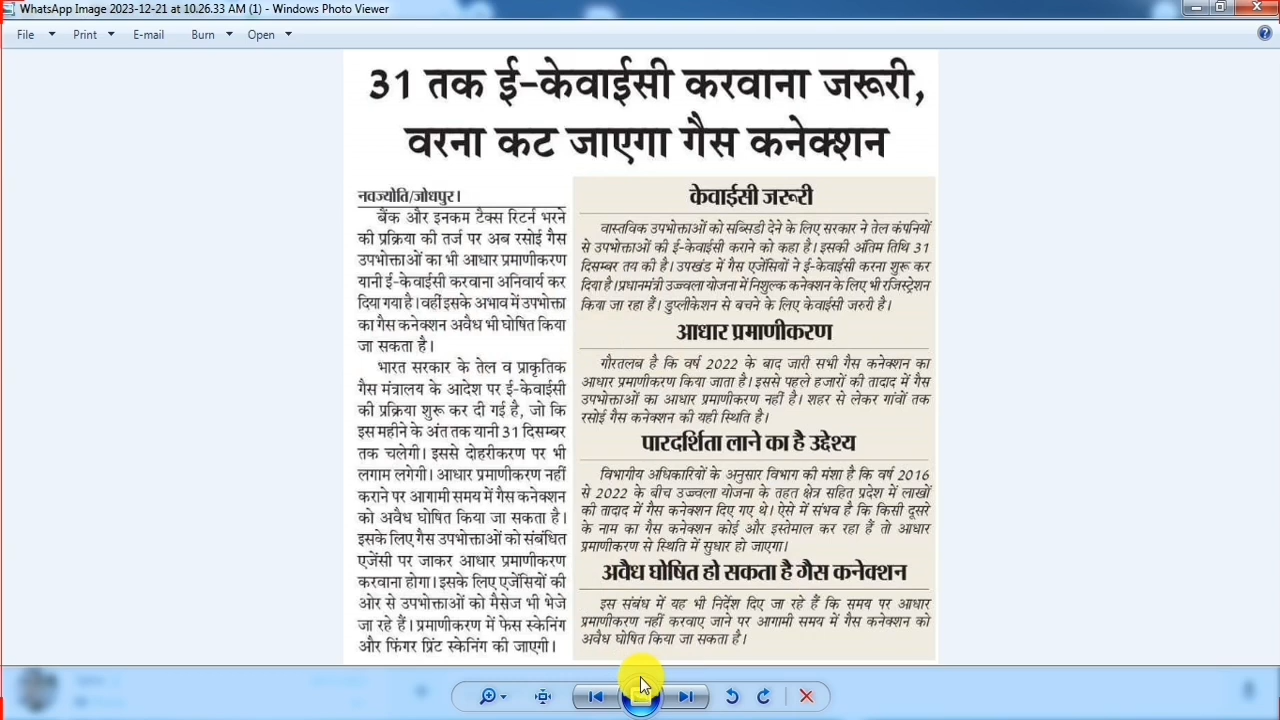 WhatsApp Image 2023-12-21 at 10.26.33 AM (1) - Windows Photo Viewer
File Print E-mail Burn Open
31 तक ई-केवाईसी करवाना जरूरी,
वरना कट जाएगा गैस कनेक्शन
नवज्योति/जोधपुर।
बैंक और इनकम टैक्स रिटर्न भरने
की प्रक्रिया की तर्ज पर अब रसोई गैस
उपभोक्ताओं का भी आधार प्रमाणीकरण
यानी ई-केवाईसी करवाना अनिवार्य कर
दिया गया है। वहीं इसके अभाव में उपभोक्ता
का गैस कनेक्शन अवैध भी घोषित किया
जा सकता है।
भारत सरकार के तेल व प्राकृतिक
गैस मंत्रालय के आदेश पर ई-केवाईसी
की प्रक्रिया शुरू कर दी गई है, जो कि
इस महीने के अंत तक यानी 31 दिसम्बर
तक चलेगी। इससे दोहरीकरण पर भी
लगाम लगेगी। आधार प्रमाणीकरण नहीं
कराने पर आगामी समय में गैस कनेक्शन
को अवैध घोषित किया जा सकता है।
इसके लिए गैस उपभोक्ताओं को संबंधित
एजेंसी पर जाकर आधार प्रमाणीकरण
करवाना होगा। इसके लिए एजेंसियों की
ओर से उपभोक्ताओं को मैसेज भी भेजे
जा रहे हैं। प्रमाणीकरण में फेस स्केनिंग
और फिंगर प्रिंट स्केनिंग की जाएगी।
केवाईसी जरूरी
वास्तविक उपभोक्ताओं को सब्सिडी देने के लिए सरकार ने तेल कंपनियों
से उपभोक्ताओं की ई-केवाईसी कराने को कहा है। इसकी अंतिम तिथि 31
दिसम्बर तय की है। उपखंड में गैस एजेंसियों ने ई-केवाईसी करना शुरू कर
दिया है। प्रधानमंत्री उज्ज्वला योजना में निशुल्क कनेक्शन के लिए भी रजिस्ट्रेशन
किया जा रहा हैं। डुप्लीकेशन से बचने के लिए केवाईसी जरुरी है।
आधार प्रमाणीकरण
गौरतलब है कि वर्ष 2022 के बाद जारी सभी गैस कनेक्शन का
आधार प्रमाणीकरण किया जाता है। इससे पहले हजारों की तादाद में गैस
उपभोक्ताओं का आधार प्रमाणीकरण नहीं है। शहर से लेकर गांवों तक
रसोई गैस कनेक्शन की यही स्थिति है।
पारदर्शिता लाने का है उद्देश्य
विभागीय अधिकारियों के अनुसार विभाग की मंशा है कि वर्ष 2016
से 2022 के बीच उज्ज्वला योजना के तहत क्षेत्र सहित प्रदेश में लाखों
की तादाद में गैस कनेक्शन दिए गए थे। ऐसे में संभव है कि किसी दूसरे
के नाम का गैस कनेक्शन कोई और इस्तेमाल कर रहा हैं तो आधार
प्रमाणीकरण से स्थिति में सुधार हो जाएगा।
अवैध घोषित हो सकता है गैस कनेक्शन
इस संबंध में यह भी निर्देश दिए जा रहे हैं कि समय पर आधार
प्रमाणीकरण नहीं करवाए जाने पर आगामी समय में गैस कनेक्शन को
अवैध घोषित किया जा सकता है।